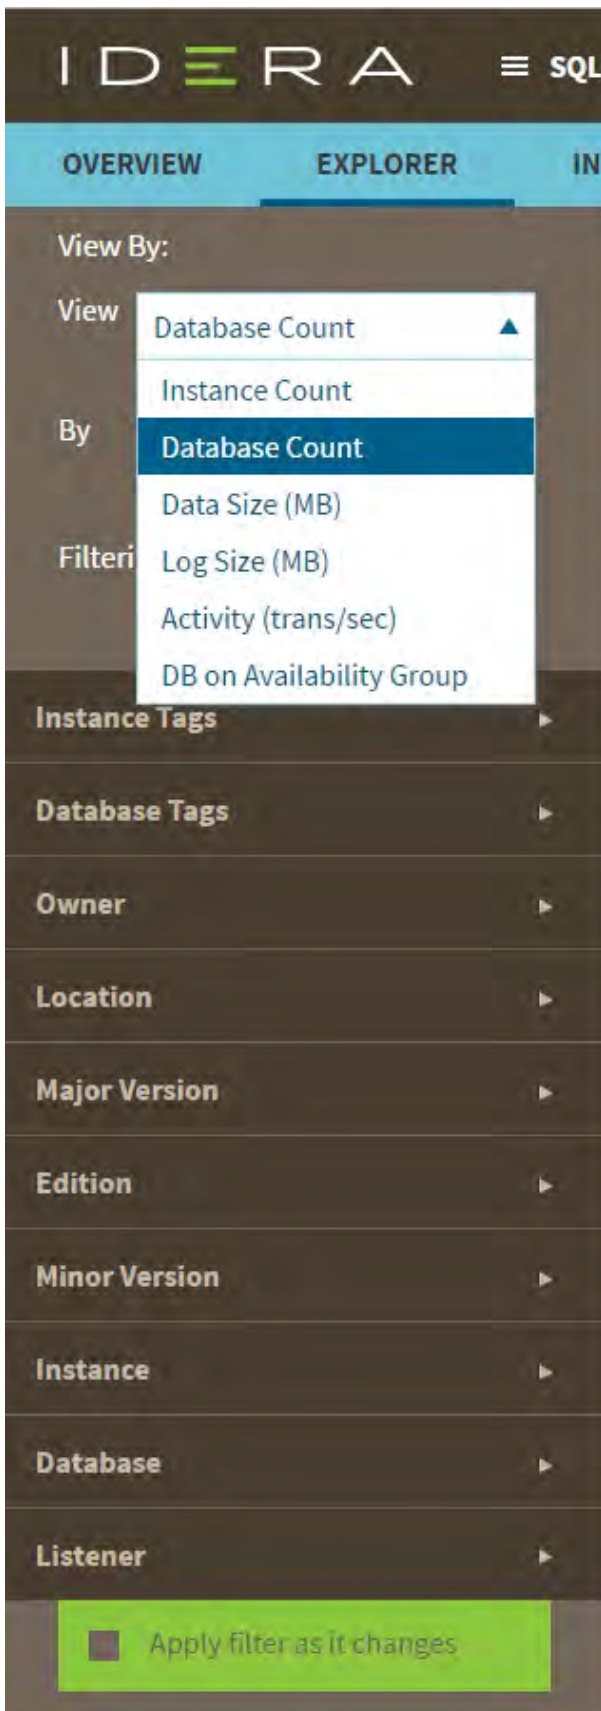 IDERA ≡ SQL
OVERVIEW EXPLORER IN
View By:
View Database Count ▲
Instance Count
By
Database Count
Data Size (MB)
Filteri
Log Size (MB)
Activity (trans/sec)
DB on Availability Group
Instance Tags
Database Tags
Owner
Location
Major Version
Edition
Minor Version
Instance
Database
Listener
Apply filter as it changes